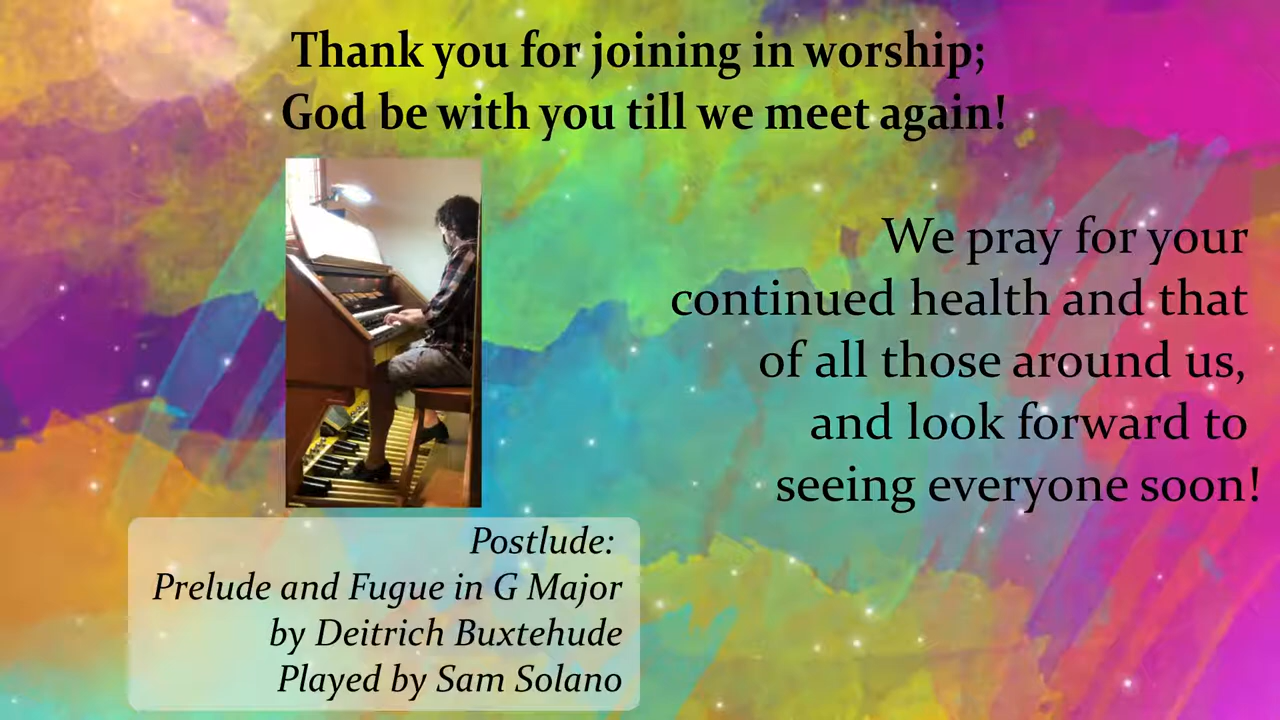 Thank you for joining in worship;
God be with you till we meet again!
We pray for your
continued health and that
of all those around us,
and look forward to
seeing everyone soon!
Postlude:
Prelude and Fugue in G Major
by Deitrich Buxtehude
Played by Sam Solano